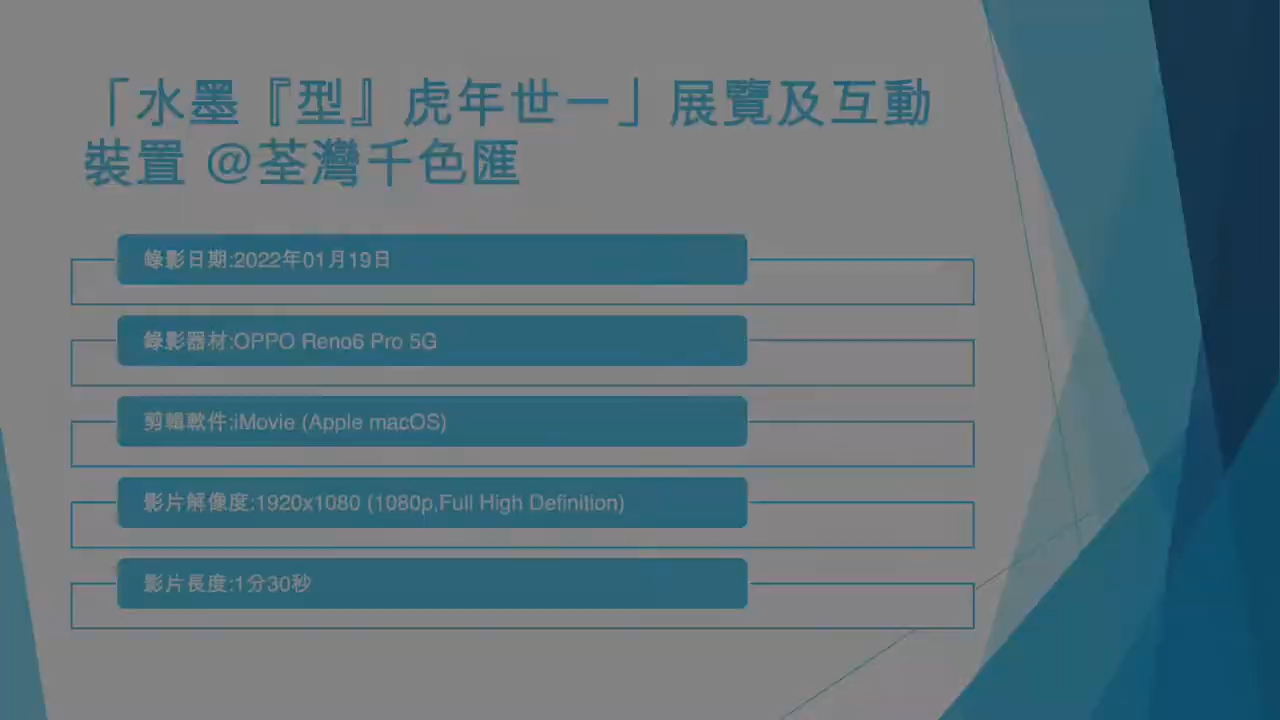 「水墨『型』虎年世一」展覽及互動
裝置 @荃灣千色匯
錄影日期:2022年01月19日
錄影器材:OPPO Reno6 Pro 5G
剪輯軟件:iMovie (Apple macOS)
影片解像度:1920x1080 (1080p,Full High Definition)
影片長度:1分30秒